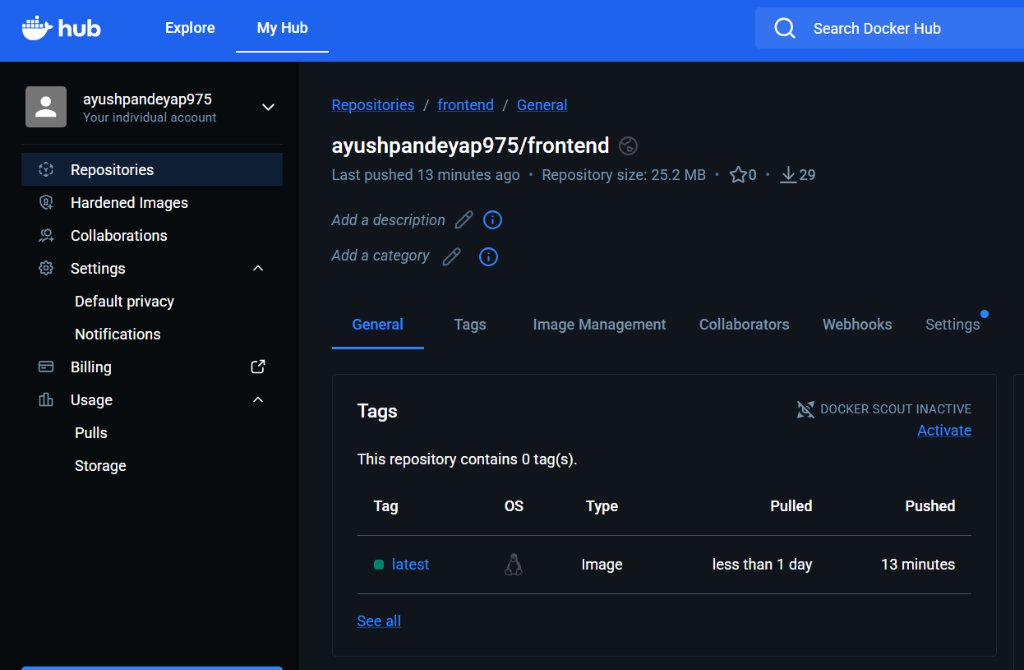 hub
Explore
My Hub
Search Docker Hub
ayushpandeyap975
Your individual account
Repositories
Hardened Images
Collaborations
Settings
Default privacy
Notifications
Billing
Usage
Pulls
Storage
Repositories / frontend / General
ayushpandeyap975/frontend
Last pushed 13 minutes ago • Repository size: 25.2 MB • 0 • 29
Add a description
Add a category
General Tags Image Management Collaborators Webhooks Settings
Tags
DOCKER SCOUT INACTIVE
Activate
This repository contains 0 tag(s).
Tag OS Type Pulled Pushed
latest Image less than 1 day 13 minutes
See all